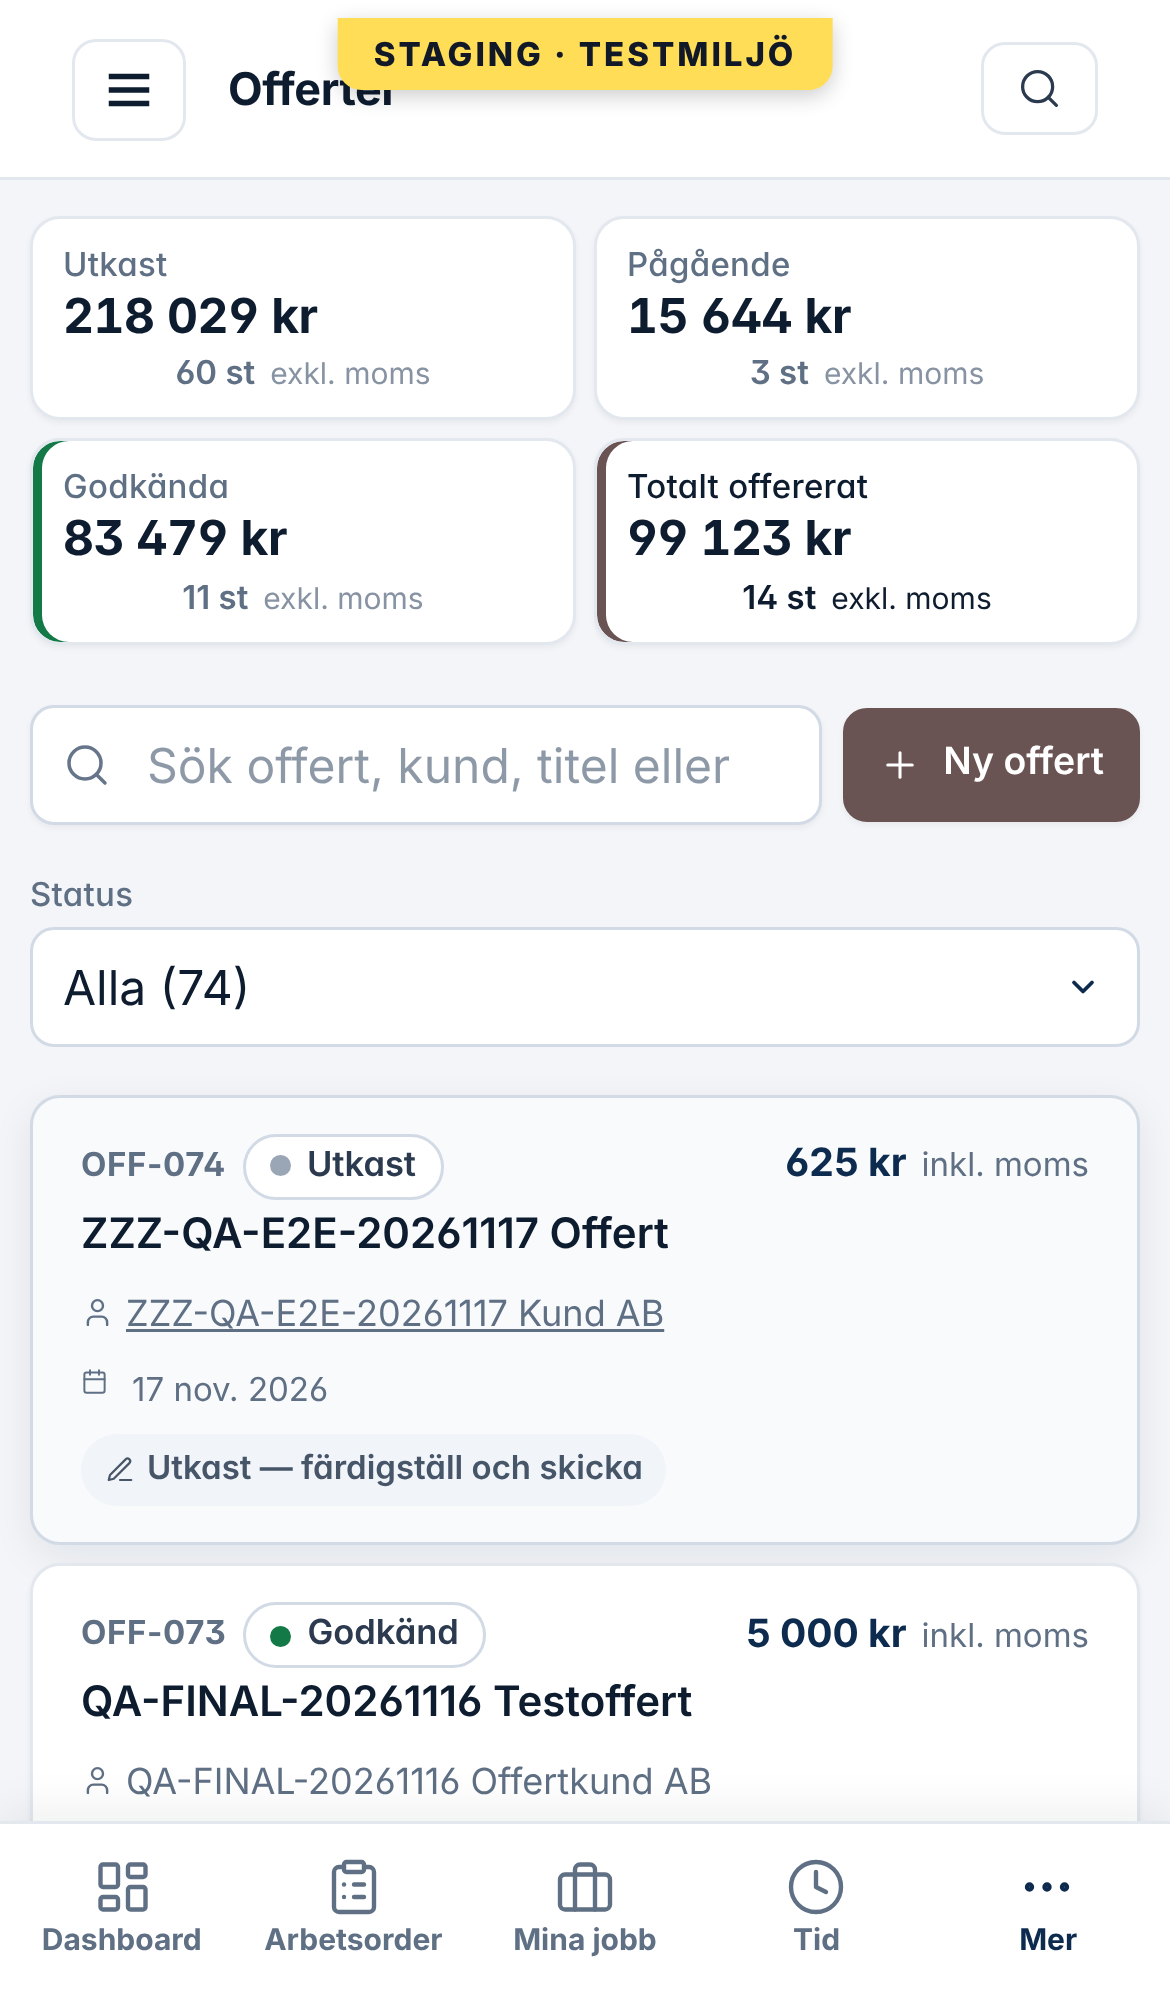 STAGING · TESTMILJÖ
Offerter
Utkast
218 029 kr
60 st exkl. moms
Pågående
15 644 kr
3 st exkl. moms
Godkända
83 479 kr
11 st exkl. moms
Totalt offererat
99 123 kr
14 st exkl. moms
Sök offert, kund, titel eller
+ Ny offert
Status
Alla (74)
OFF-074 Utkast 625 kr inkl. moms
ZZZ-QA-E2E-20261117 Offert
ZZZ-QA-E2E-20261117 Kund AB
17 nov. 2026
Utkast — färdigställ och skicka
OFF-073 Godkänd 5 000 kr inkl. moms
QA-FINAL-20261116 Testoffert
QA-FINAL-20261116 Offertkund AB
Dashboard Arbetsorder Mina jobb Tid Mer